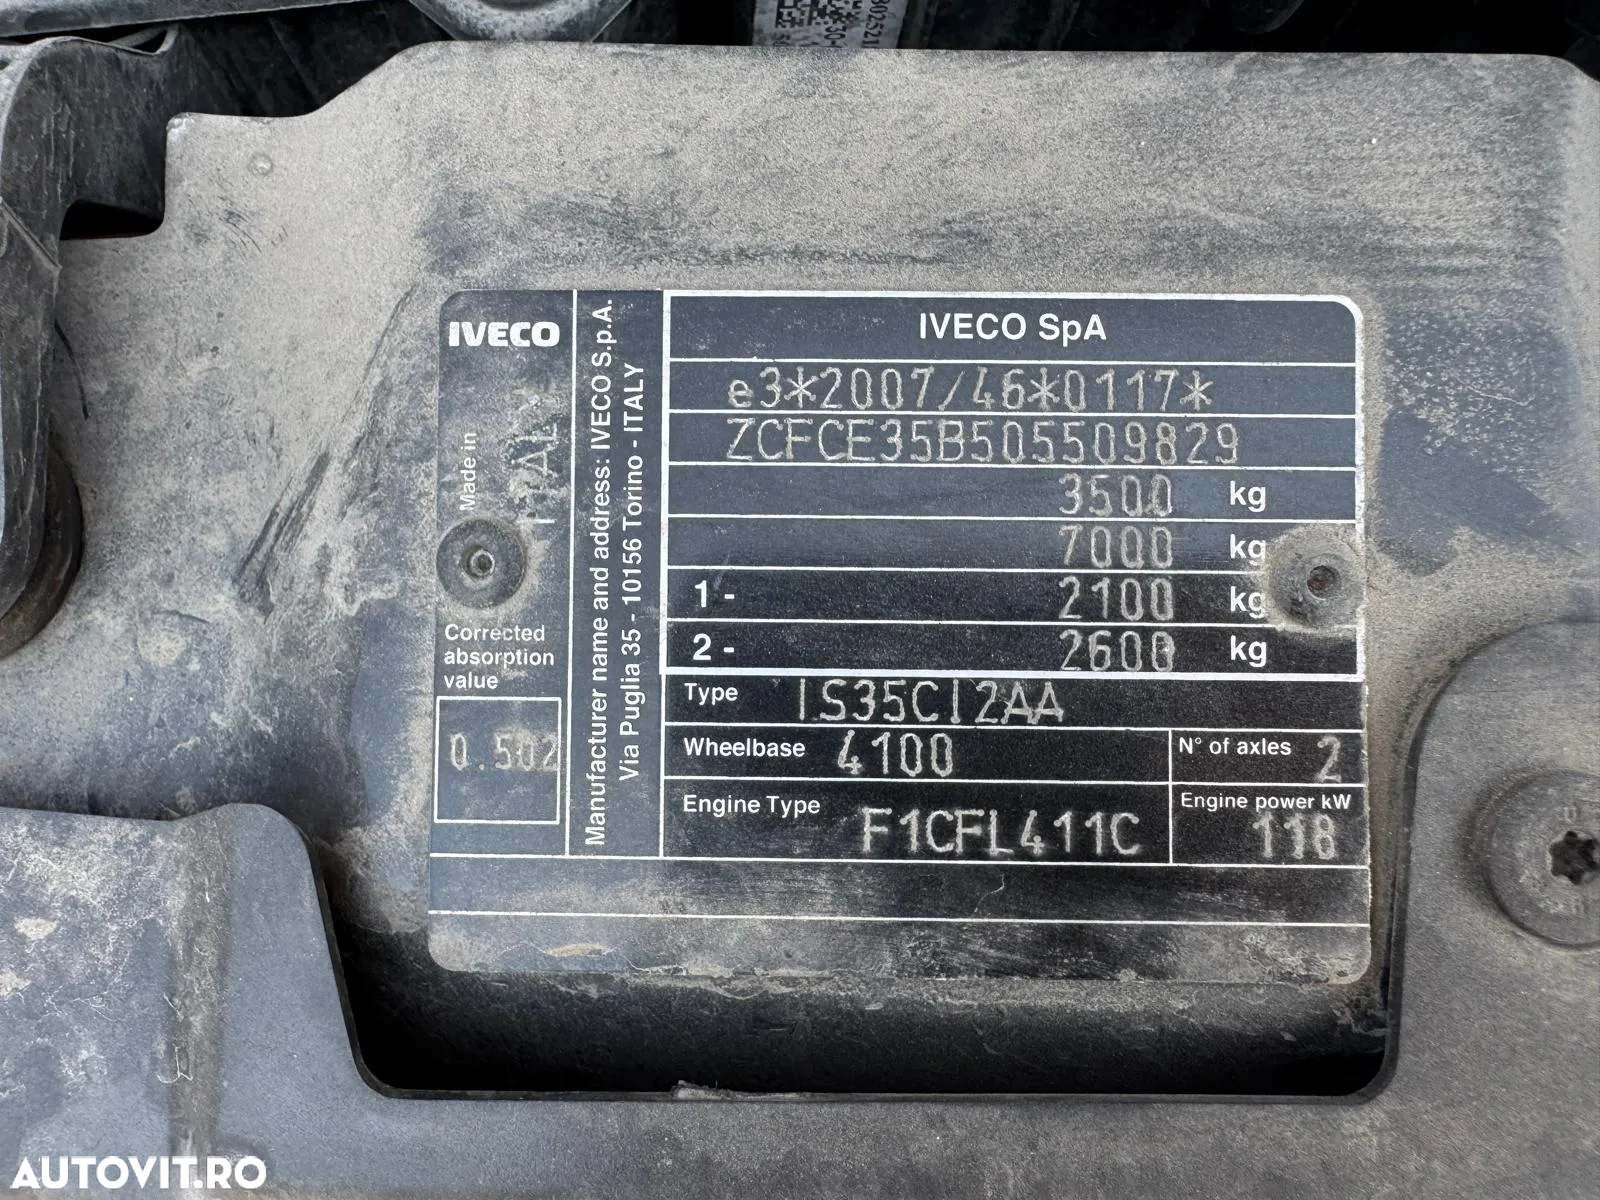 IVECO
Made in
ITALY
Corrected
absorption
value
0.502
Manufacturer name and address: IVECO S.p.A.
Via Puglia 35 - 10156 Torino - ITALY
IVECO SpA
e3*2007/46*0117*
ZCFCE35B505509829
3500 kg
7000 kg
1 - 2100 kg
2 - 2600 kg
Type IS35CI2AA
Wheelbase 4100 N° of axles 2
Engine Type F1CFL411C Engine power kW 118
AUTOVIT.RO